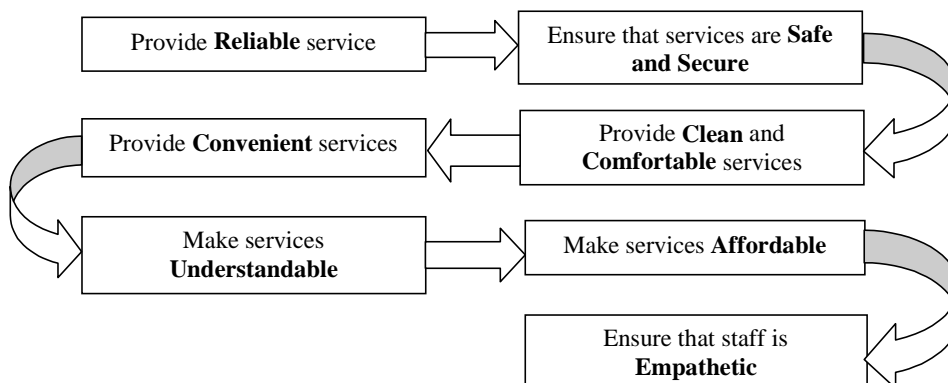 Provide Reliable service
Ensure that services are Safe
and Secure
Provide Clean and
Comfortable services
Provide Convenient services
Make services
Understandable
Make services Affordable
Ensure that staff is
Empathetic